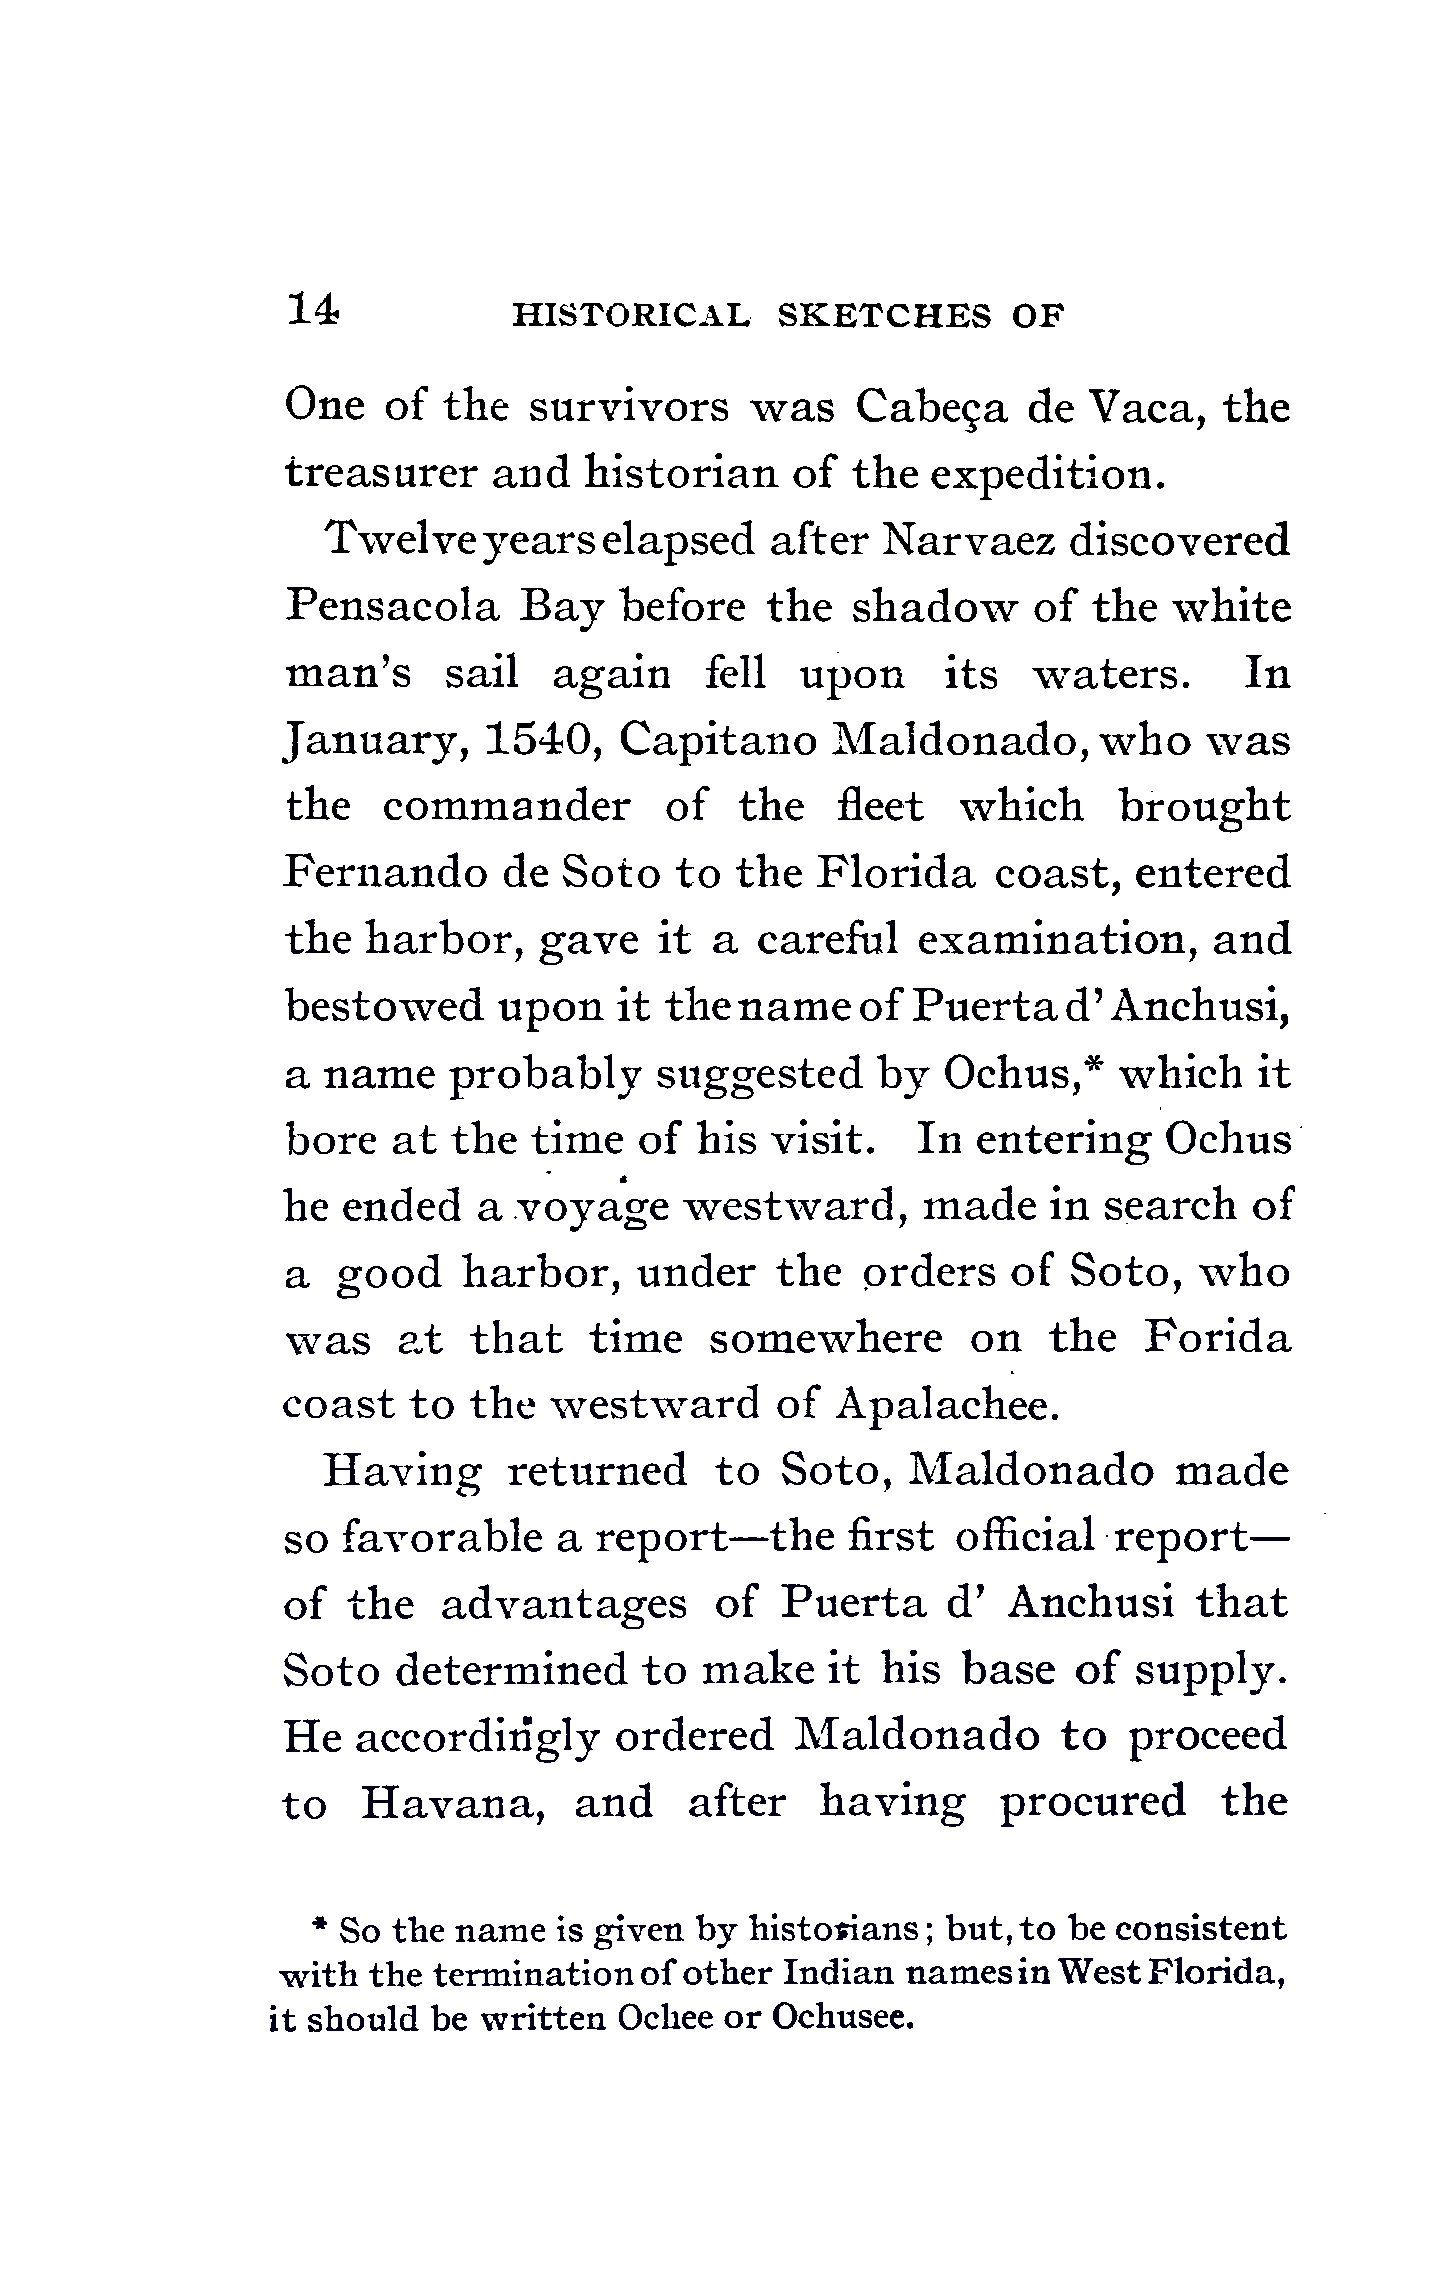 14 HISTORICAL SKETCHES OF
One of the survivors was Cabeça de Vaca, the
treasurer and historian of the expedition.
Twelve years elapsed after Narvaez discovered
Pensacola Bay before the shadow of the white
man's sail again fell upon its waters. In
January, 1540, Capitano Maldonado, who was
the commander of the fleet which brought
Fernando de Soto to the Florida coast, entered
the harbor, gave it a careful examination, and
bestowed upon it the name of Puerta d' Anchusi,
a name probably suggested by Ochus,* which it
bore at the time of his visit. In entering Ochus
he ended a voyage westward, made in search of
a good harbor, under the orders of Soto, who
was at that time somewhere on the Forida
coast to the westward of Apalachee.
Having returned to Soto, Maldonado made
so favorable a report—the first official report—
of the advantages of Puerta d' Anchusi that
Soto determined to make it his base of supply.
He accordingly ordered Maldonado to proceed
to Havana, and after having procured the
* So the name is given by historians; but, to be consistent
with the termination of other Indian names in West Florida,
it should be written Ochee or Ochusee.